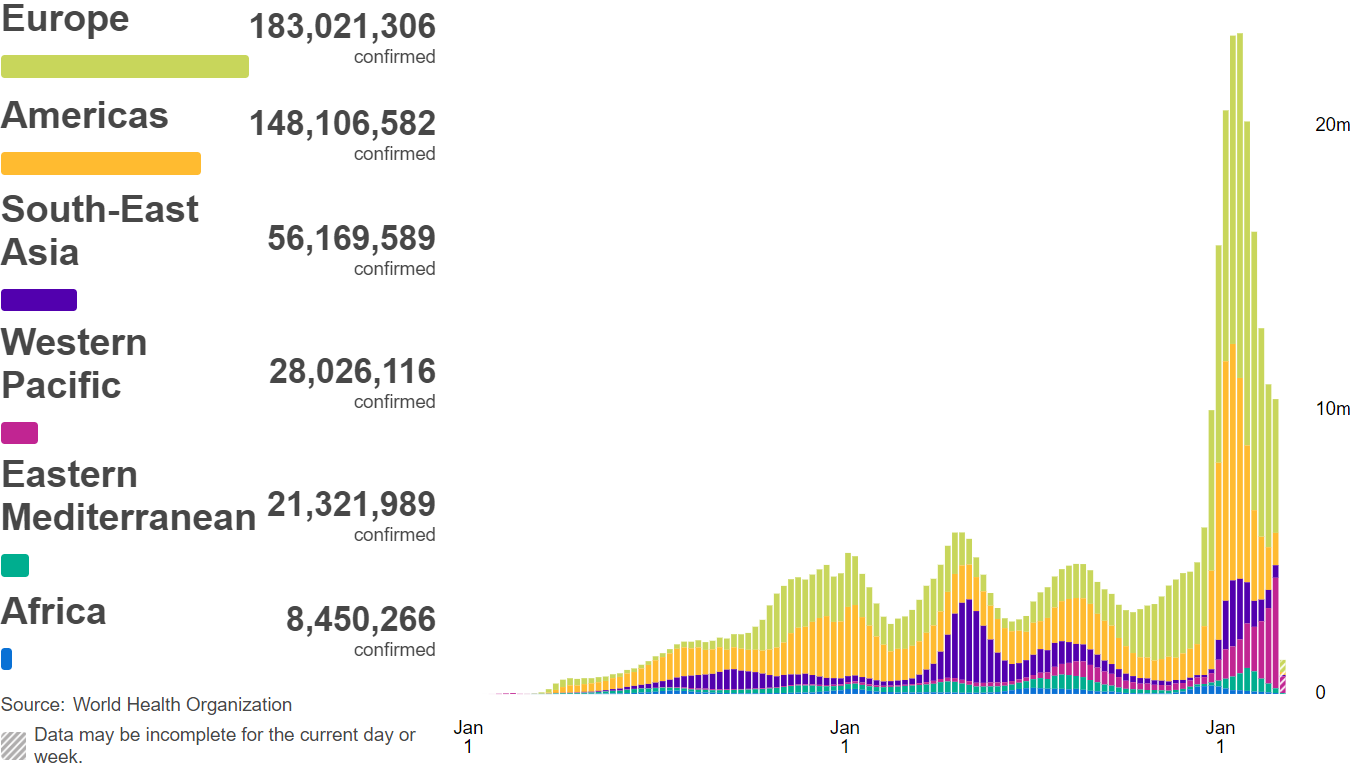 Europe 183,021,306
confirmed
Americas 148,106,582
confirmed
South-East
Asia 56,169,589
confirmed
Western
Pacific 28,026,116
confirmed
Eastern
Mediterranean 21,321,989
confirmed
Africa 8,450,266
confirmed
Source: World Health Organization
Data may be incomplete for the current day or
week.
20m
10m
0
Jan
1
Jan
1
Jan
1